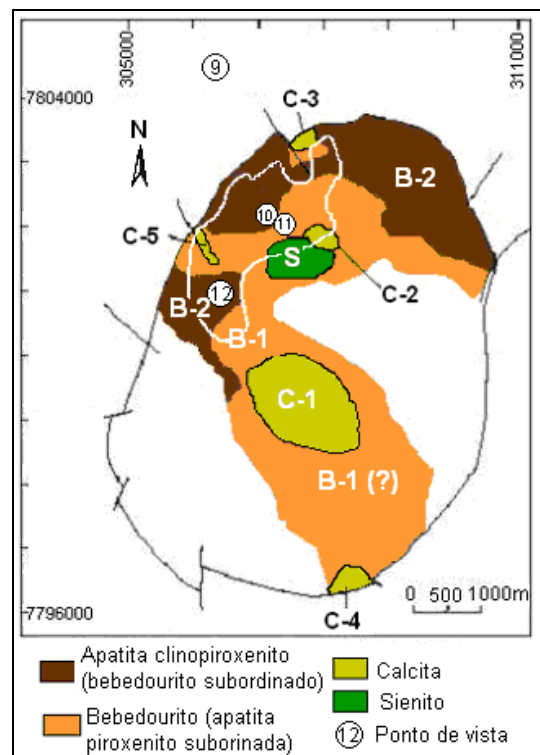 305000
311000
9
7804000
C-3
N
B-2
10
11
C-5
S
C-2
B-2
12
B-1
C-1
B-1 (?)
0 500 1000m
7796000
C-4
Apatita clinopiroxenito
(bebedourito subordinado)
Bebedourito (apatita
piroxenito suborinada)
Calcita
Sienito
12 Ponto de vista